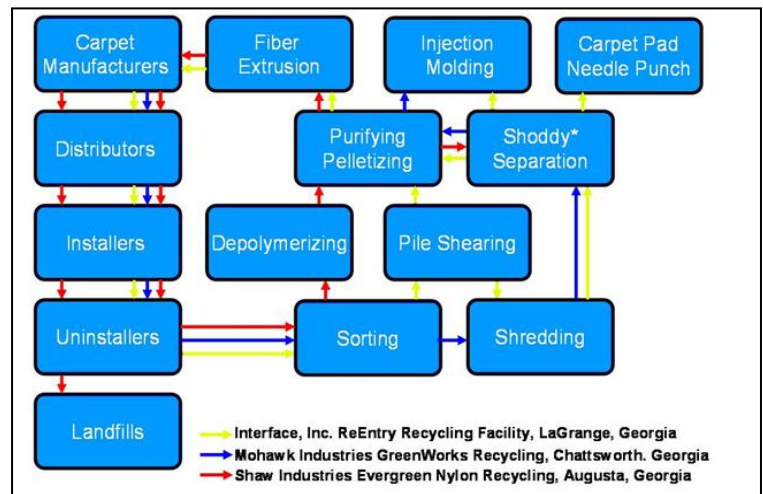 Carpet
Manufacturers
Fiber
Extrusion
Injection
Molding
Carpet Pad
Needle Punch
Distributors
Purifying
Pelletizing
Shoddy*
Separation
Installers
Depolymerizing
Pile Shearing
Uninstallers
Sorting
Shredding
Landfills
Interface, Inc. ReEntry Recycling Facility, LaGrange, Georgia
Mohawk Industries GreenWorks Recycling, Chattsworth. Georgia
Shaw Industries Evergreen Nylon Recycling, Augusta, Georgia